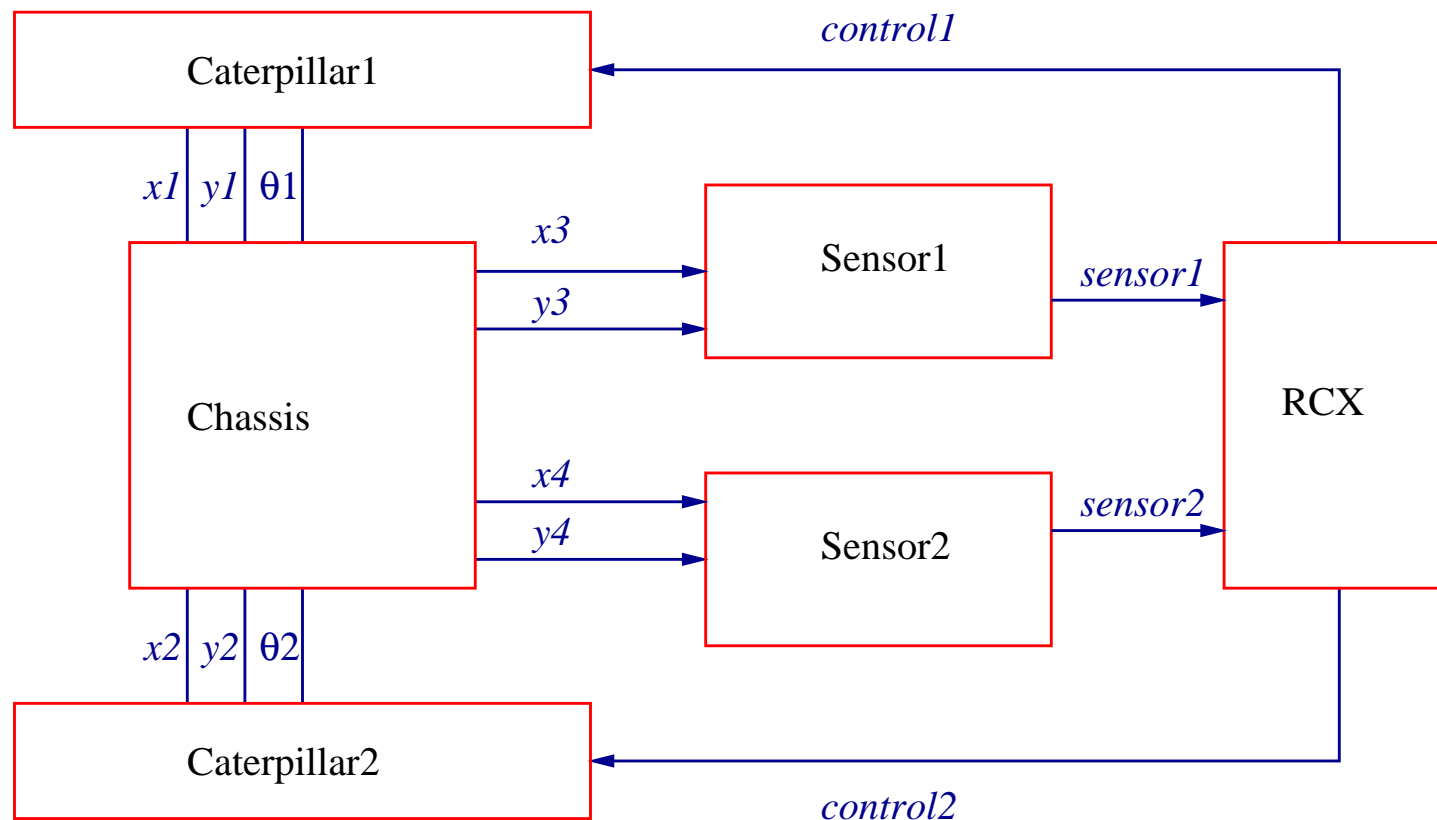 control1
Caterpillar1
x1 y1 θ1
x3
Sensor1
sensor1
y3
RCX
Chassis
x4
sensor2
y4
Sensor2
x2 y2 θ2
Caterpillar2
control2